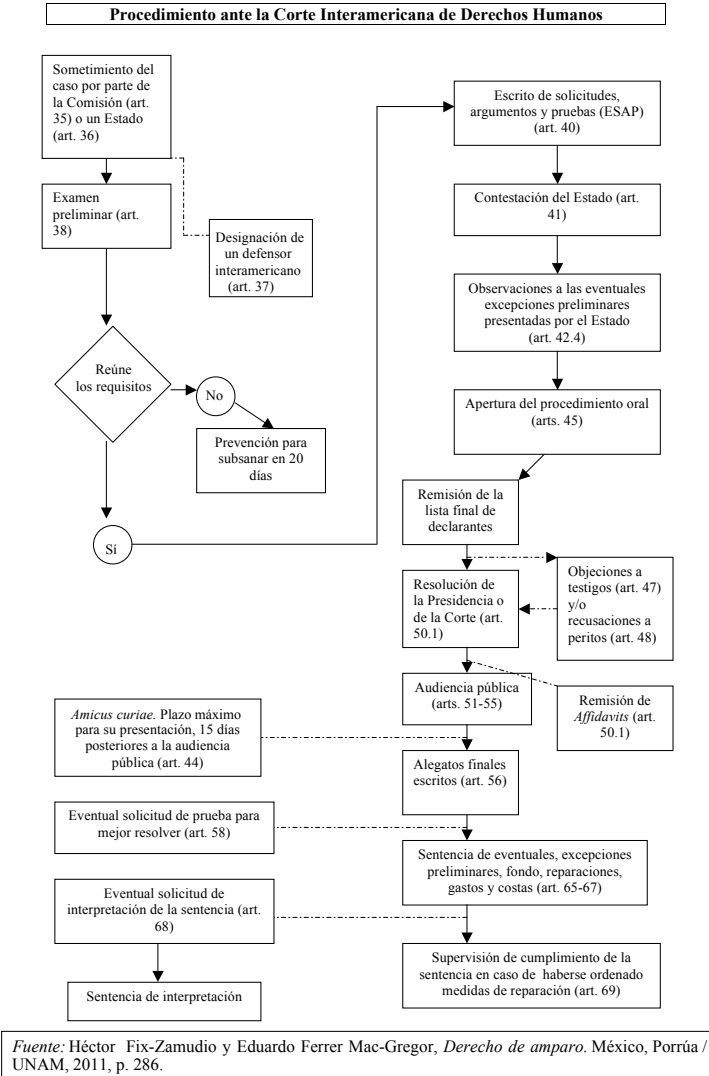 Procedimiento ante la Corte Interamericana de Derechos Humanos
Sometimiento del
caso por parte de
la Comisión (art.
35) o un Estado
(art. 36)
Examen
preliminar (art.
38)
Designación de
un defensor
interamericano
(art. 37)
Reúne
los requisitos
No
Prevención para
subsanar en 20
días
Sí
Escrito de solicitudes,
argumentos y pruebas (ESAP)
(art. 40)
Contestación del Estado (art.
41)
Observaciones a las eventuales
excepciones preliminares
presentadas por el Estado
(art. 42.4)
Apertura del procedimiento oral
(arts. 45)
Remisión de la
lista final de
declarantes
Objeciones a
testigos (art. 47)
y/o
recusaciones a
peritos (art. 48)
Resolución de
la Presidencia o
de la Corte (art.
50.1)
Audiencia pública
(arts. 51-55)
Remisión de
Affidavits (art.
50.1)
Amicus curiae. Plazo máximo
para su presentación, 15 días
posteriores a la audiencia
pública (art. 44)
Alegatos finales
escritos (art. 56)
Eventual solicitud de prueba para
mejor resolver (art. 58)
Sentencia de eventuales, excepciones
preliminares, fondo, reparaciones,
gastos y costas (art. 65-67)
Eventual solicitud de
interpretación de la sentencia (art.
68)
Sentencia de interpretación
Supervisión de cumplimiento de la
sentencia en caso de haberse ordenado
medidas de reparación (art. 69)
Fuente: Héctor Fix-Zamudio y Eduardo Ferrer Mac-Gregor, Derecho de amparo. México, Porrúa /
UNAM, 2011, p. 286.